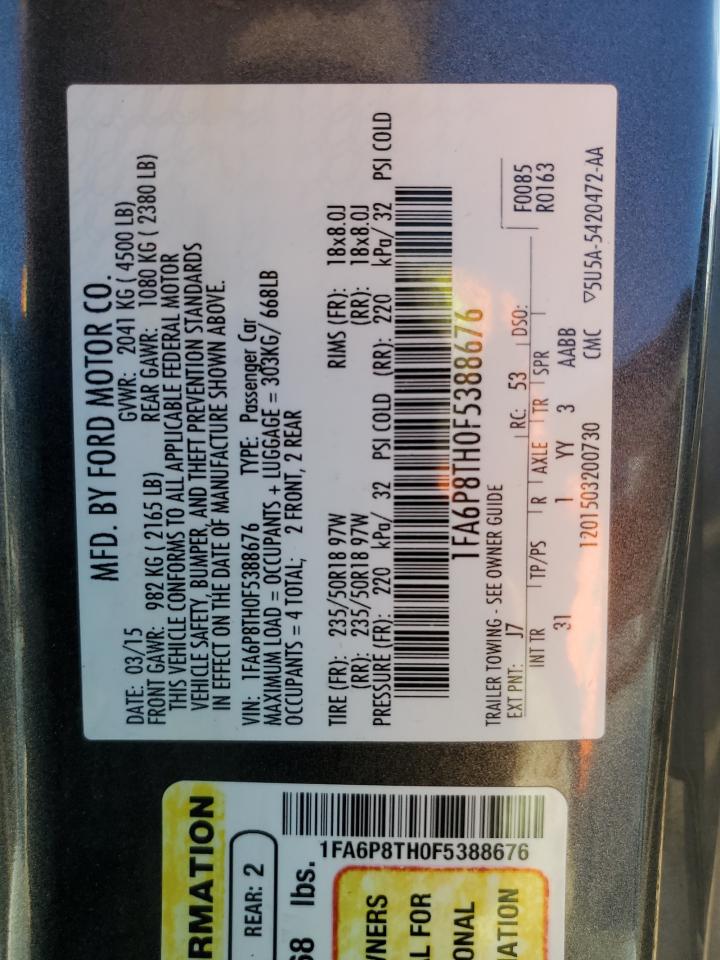 MFD. BY FORD MOTOR CO.
DATE: 03/15 GVWR: 2041 KG ( 4500 LB)
FRONT GAWR: 982 KG ( 2165 LB) REAR GAWR: 1080 KG ( 2380 LB)
THIS VEHICLE CONFORMS TO ALL APPLICABLE FEDERAL MOTOR
VEHICLE SAFETY, BUMPER, AND THEFT PREVENTION STANDARDS
IN EFFECT ON THE DATE OF MANUFACTURE SHOWN ABOVE.
VIN: 1FA6P8TH0F5388676 TYPE: Passenger Car
MAXIMUM LOAD = OCCUPANTS + LUGGAGE = 303KG/ 668LB
OCCUPANTS = 4 TOTAL; 2 FRONT, 2 REAR
TIRE (FR): 235/50R18 97W RIMS (FR): 18x8.0J
(RR): 235/50R18 97W (RR): 18x8.0J
PRESSURE (FR): 220 kPa/ 32 PSI COLD (RR): 220 kPa/ 32 PSI COLD
1FA6P8TH0F5388676
TRAILER TOWING - SEE OWNER GUIDE
F0085
EXT PNT: J7 RC: 53 DSO: R0163
INT TR TP/PS R AXLE TR SPR
31 1 YY 3 AABB
1201503200730 CMC ▽5U5A-5420472-AA
RMATION
REAR: 2
68 lbs.
1FA6P8TH0F5388676
WNERS
L FOR
ONAL
ATION